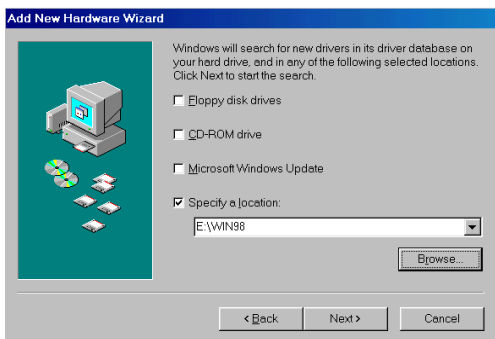 Add New Hardware Wizard
Windows will search for new drivers in its driver database on
your hard drive, and in any of the following selected locations.
Click Next to start the search.
Floppy disk drives
CD-ROM drive
Microsoft Windows Update
Specify a location:
E:\WIN98
Browse...
< Back
Next >
Cancel